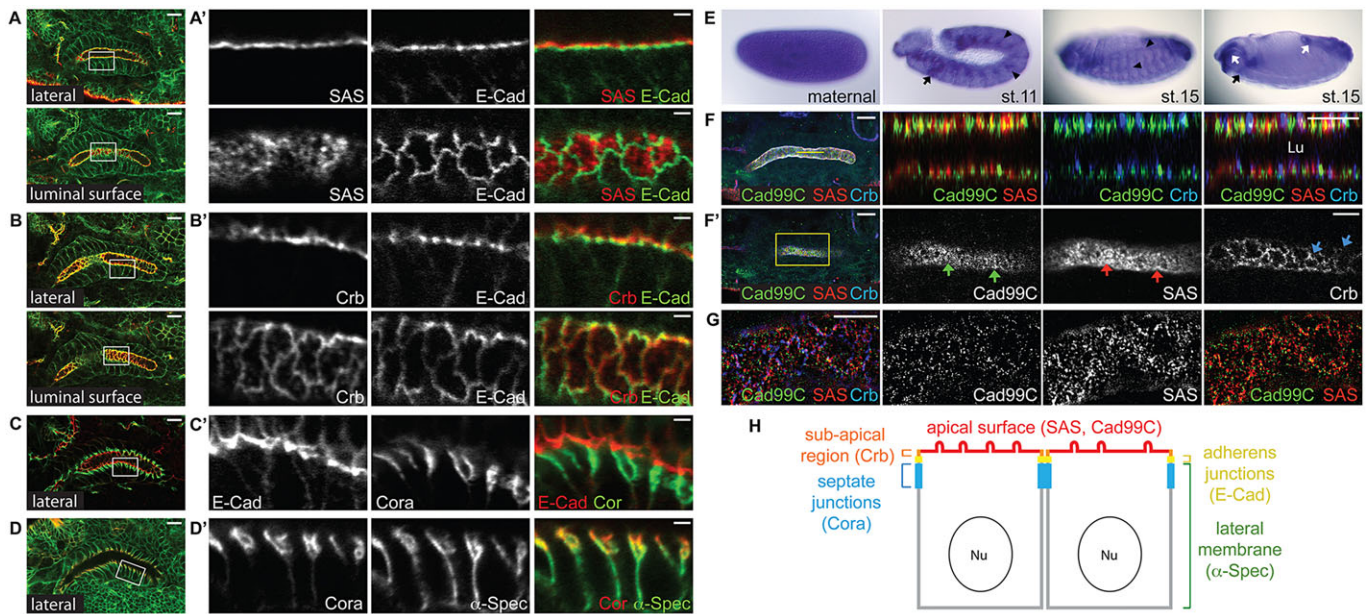 A
lateral
luminal surface
A'
SAS
E-Cad
SAS E-Cad
SAS
E-Cad
SAS E-Cad
B
lateral
luminal surface
B'
Crb
E-Cad
Crb E-Cad
Crb
E-Cad
Crb E-Cad
C
lateral
C'
E-Cad
Cora
E-Cad Cor
D
lateral
D'
Cora
α-Spec
Cor α-Spec
E
maternal
st.11
st.15
st.15
F
Cad99C SAS Crb
Cad99C SAS
Cad99C Crb
Lu
Cad99C SAS Crb
F'
Cad99C SAS Crb
Cad99C
SAS
Crb
G
Cad99C SAS Crb
Cad99C
SAS
Cad99C SAS
H
apical surface (SAS, Cad99C)
sub-apical
region (Crb)
septate
junctions
(Cora)
adherens
junctions
(E-Cad)
lateral
membrane
(α-Spec)
Nu
Nu